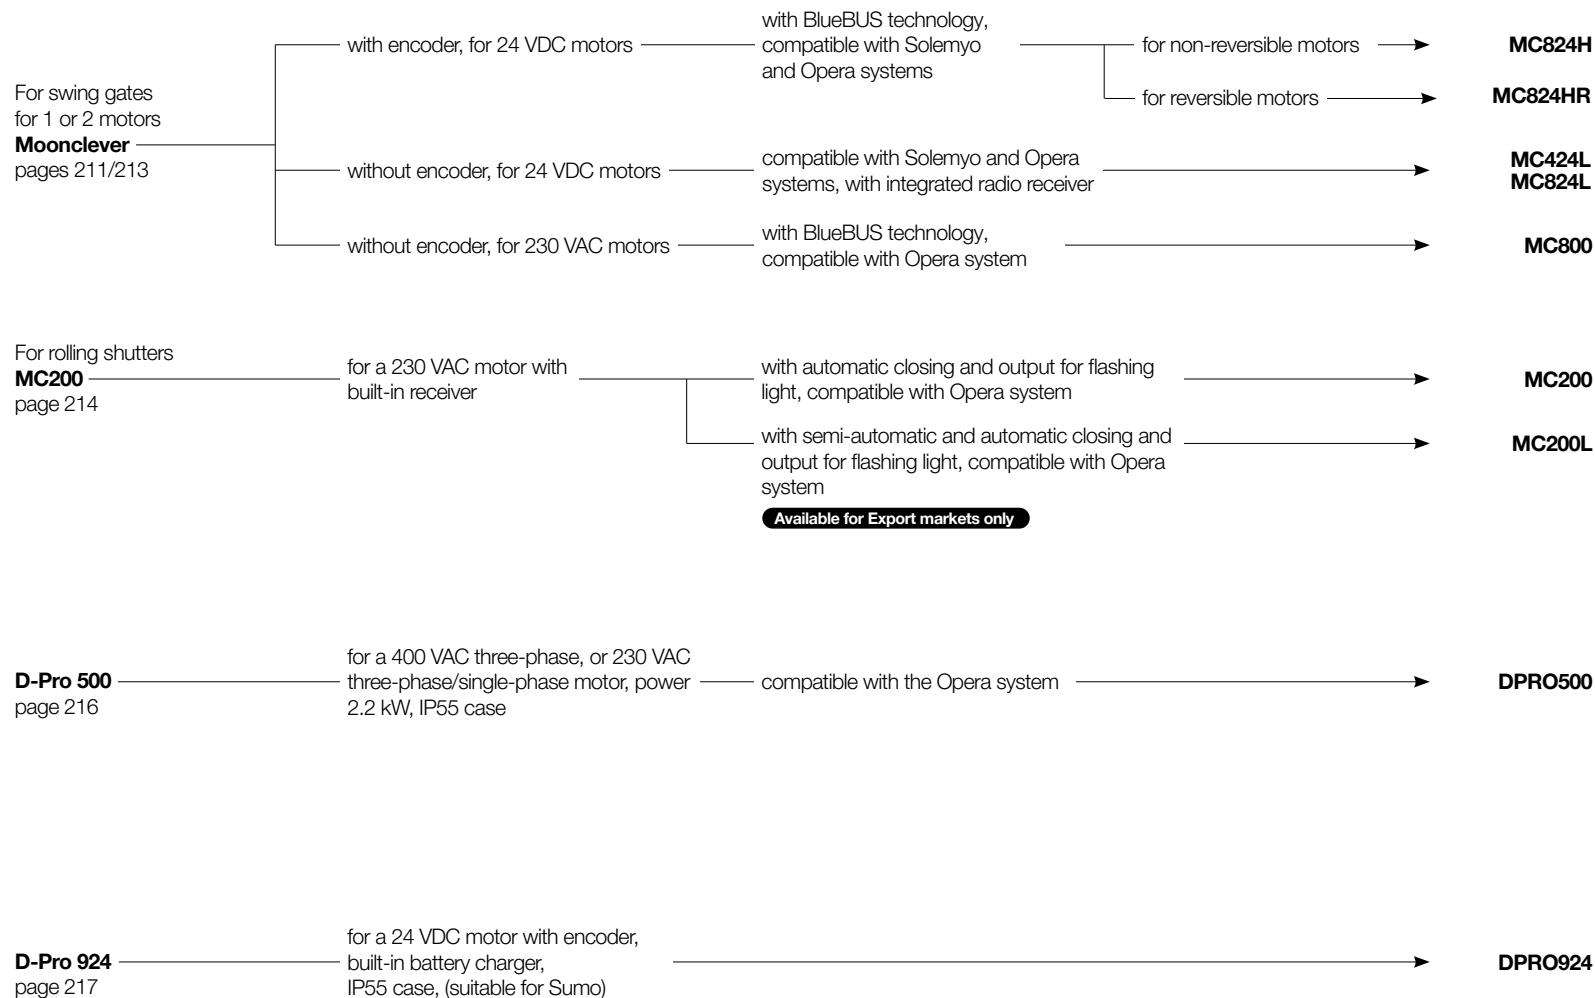 For swing gates
for 1 or 2 motors
Moonclever
pages 211/213
with encoder, for 24 VDC motors
with BlueBUS technology,
compatible with Solemyo
and Opera systems
for non-reversible motors
MC824H
for reversible motors
MC824HR
without encoder, for 24 VDC motors
compatible with Solemyo and Opera
systems, with integrated radio receiver
MC424L
MC824L
without encoder, for 230 VAC motors
with BlueBUS technology,
compatible with Opera system
MC800
For rolling shutters
MC200
page 214
for a 230 VAC motor with
built-in receiver
with automatic closing and output for flashing
light, compatible with Opera system
MC200
with semi-automatic and automatic closing and
output for flashing light, compatible with Opera
system
Available for Export markets only
MC200L
D-Pro 500
page 216
for a 400 VAC three-phase, or 230 VAC
three-phase/single-phase motor, power
2.2 kW, IP55 case
compatible with the Opera system
DPRO500
D-Pro 924
page 217
for a 24 VDC motor with encoder,
built-in battery charger,
IP55 case, (suitable for Sumo)
DPRO924